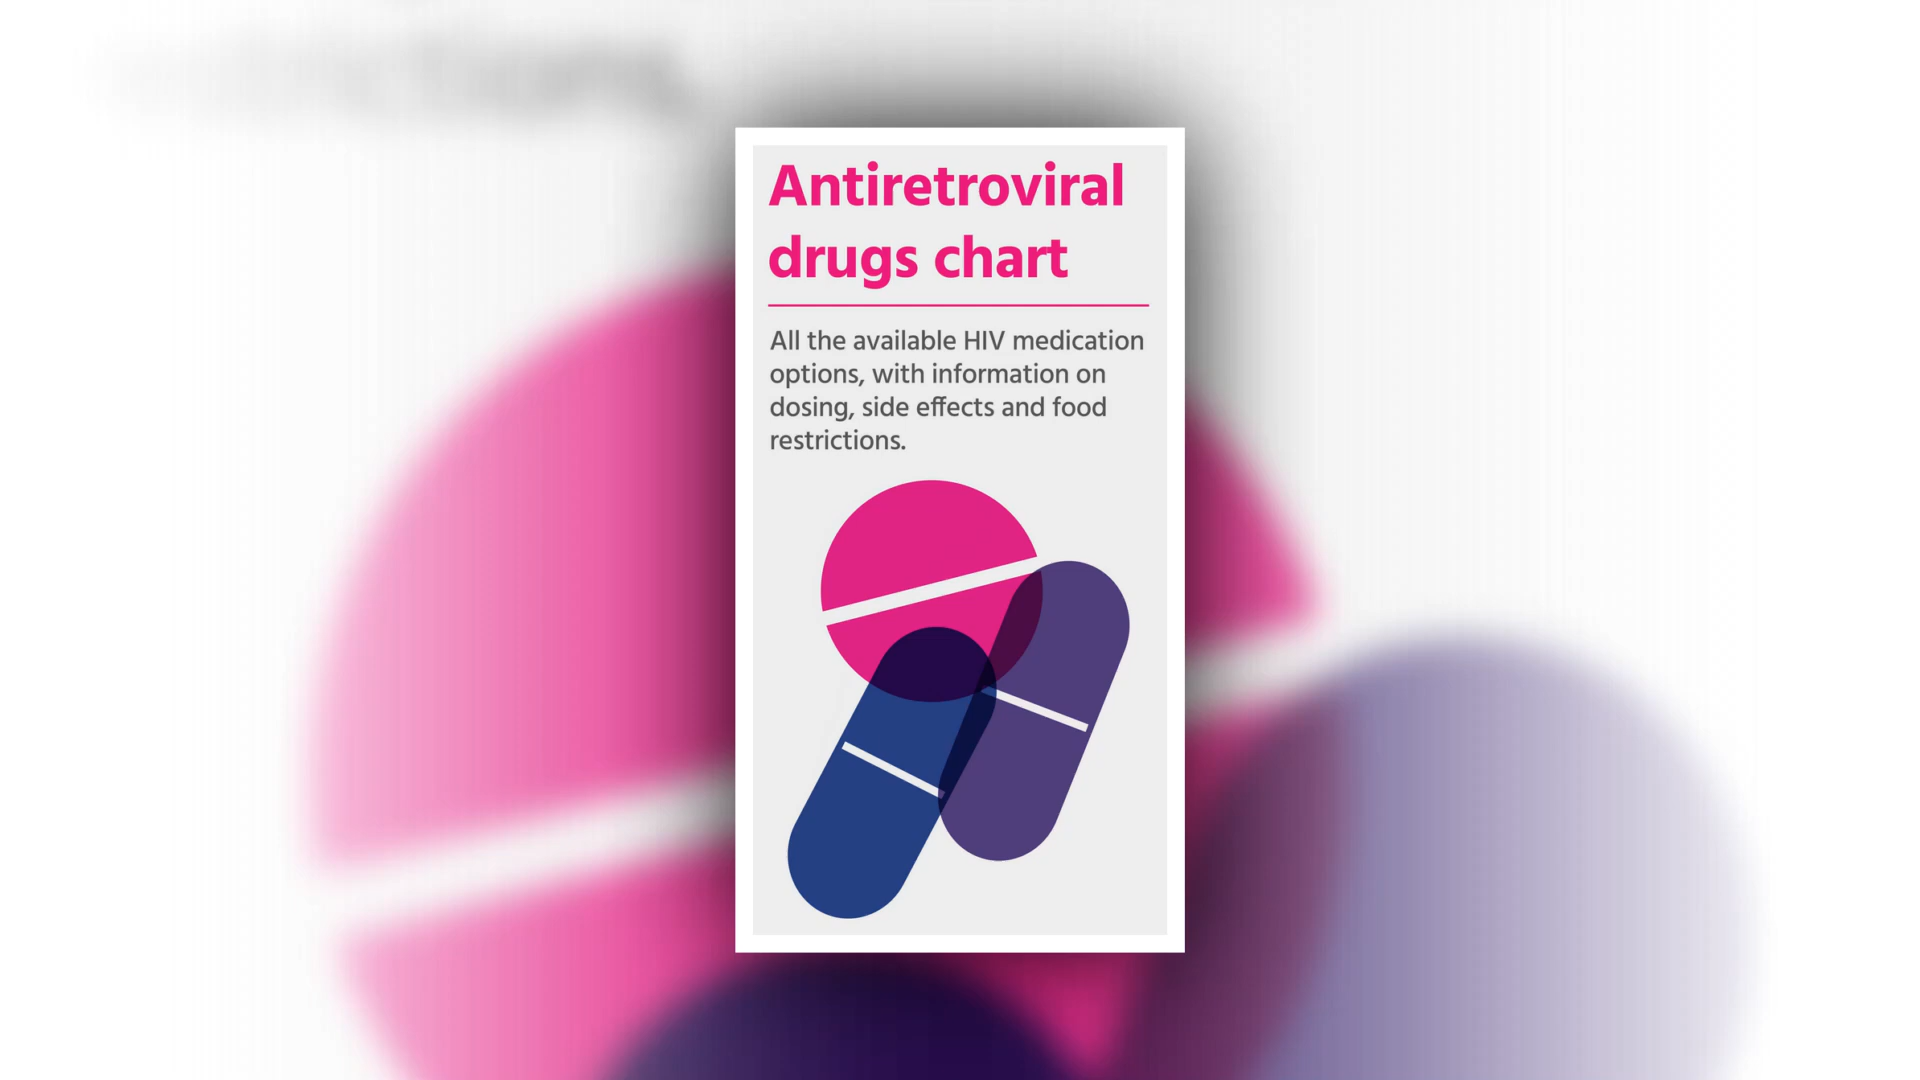 Antiretroviral
drugs chart
All the available HIV medication
options, with information on
dosing, side effects and food
restrictions.